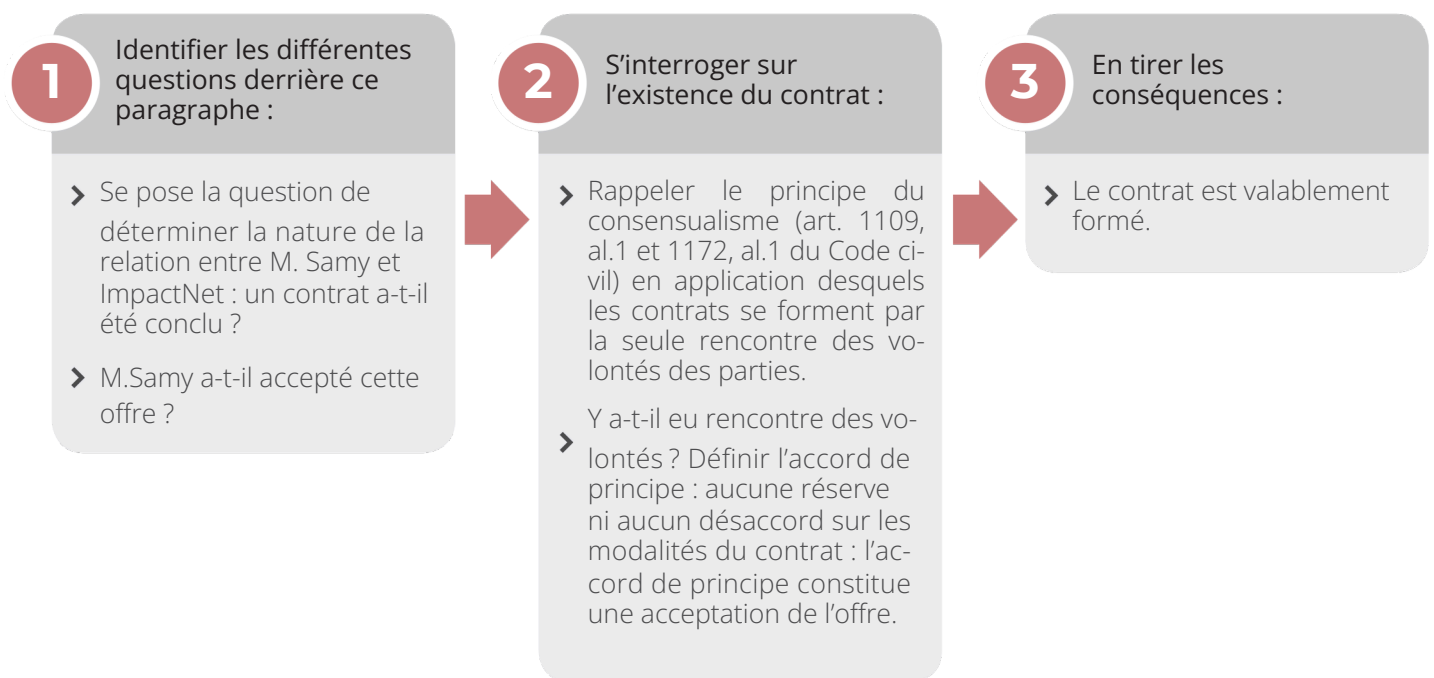 1
Identifier les différentes
questions derrière ce
paragraphe :
Se pose la question de
déterminer la nature de la
relation entre M. Samy et
ImpactNet : un contrat a-t-il
été conclu ?
M.Samy a-t-il accepté cette
offre ?
2
S’interroger sur
l’existence du contrat :
Rappeler le principe du
consensualisme (art. 1109,
al.1 et 1172, al.1 du Code ci-
vil) en application desquels
les contrats se forment par
la seule rencontre des vo-
lontés des parties.
Y a-t-il eu rencontre des vo-
lontés ? Définir l’accord de
principe : aucune réserve
ni aucun désaccord sur les
modalités du contrat : l’ac-
cord de principe constitue
une acceptation de l’offre.
3
En tirer les
conséquences :
Le contrat est valablement
formé.